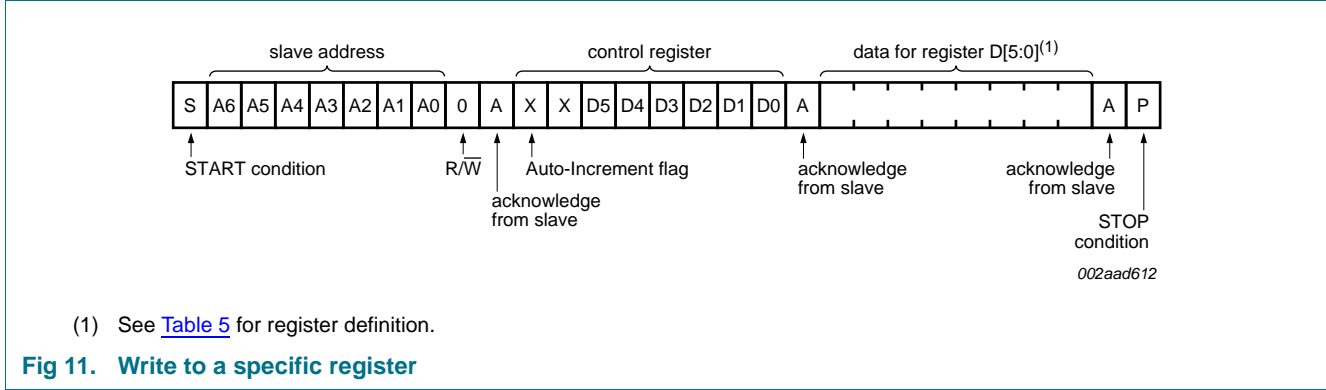 slave address control register data for register D[5:0](1)
S A6 A5 A4 A3 A2 A1 A0 0 A X X D5 D4 D3 D2 D1 D0 A A P
START condition R/W̅ Auto-Increment flag acknowledge from slave acknowledge from slave
acknowledge from slave
STOP condition
002aad612
(1) See Table 5 for register definition.
Fig 11. Write to a specific register